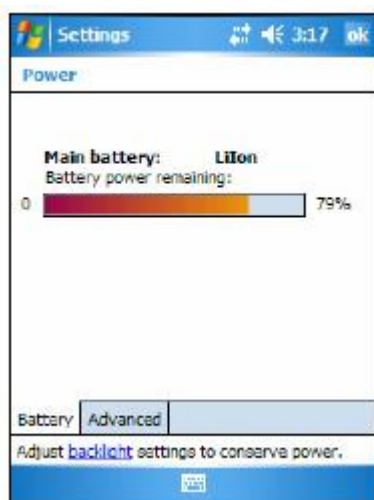 Settings 3:17 ok
Power
Main battery: LiIon
Battery power remaining:
0 79%
Battery Advanced
Adjust backlight settings to conserve power.